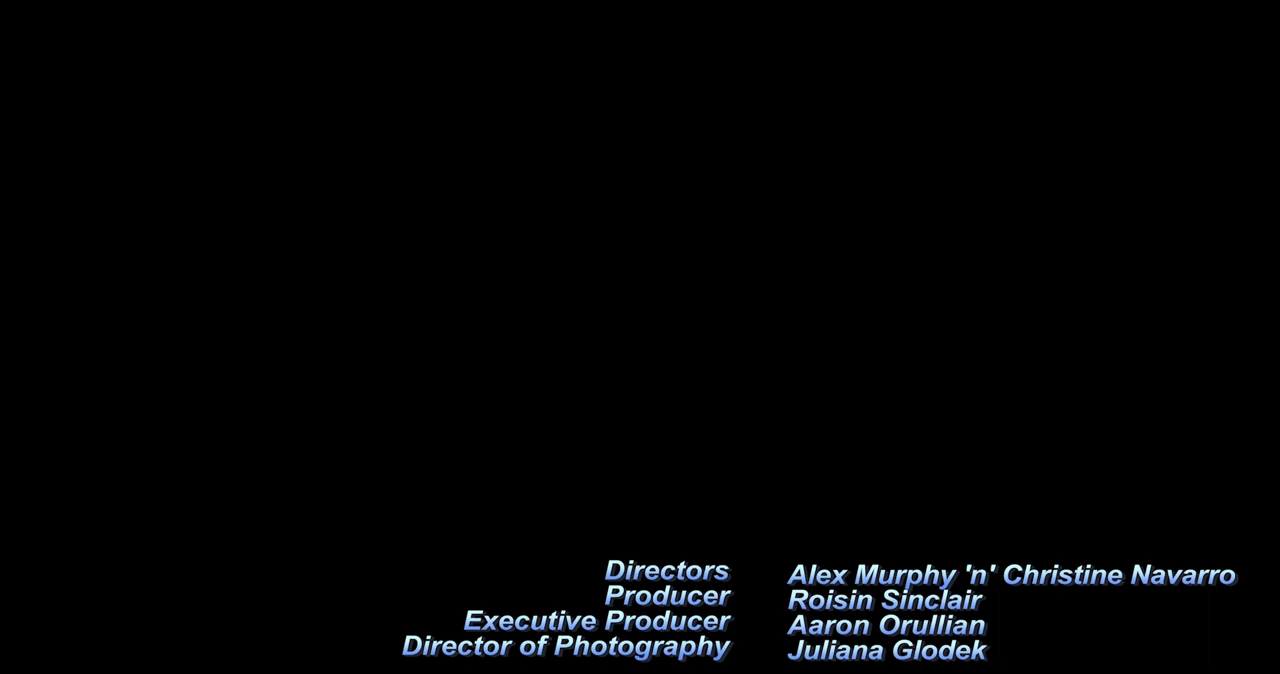 Directors Alex Murphy 'n' Christine Navarro
Producer Roisin Sinclair
Executive Producer Aaron Orullian
Director of Photography Juliana Glodek